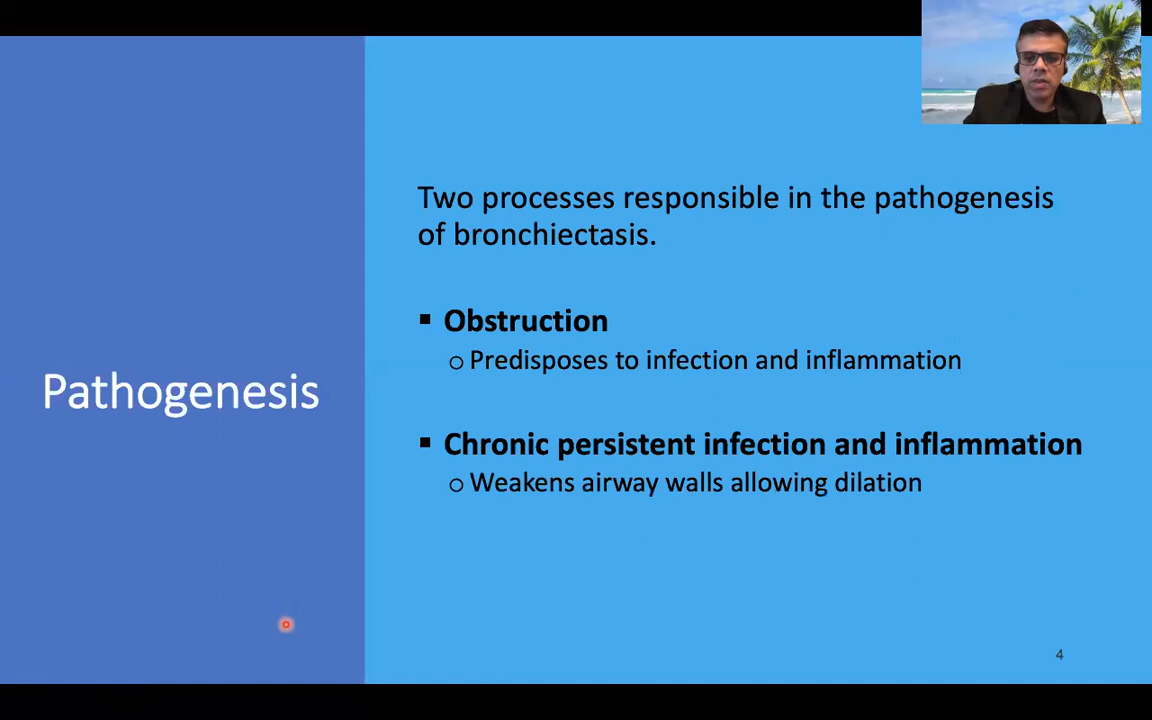 Two processes responsible in the pathogenesis
of bronchiectasis.
▪ Obstruction
o Predisposes to infection and inflammation
Pathogenesis
▪ Chronic persistent infection and inflammation
o Weakens airway walls allowing dilation
4